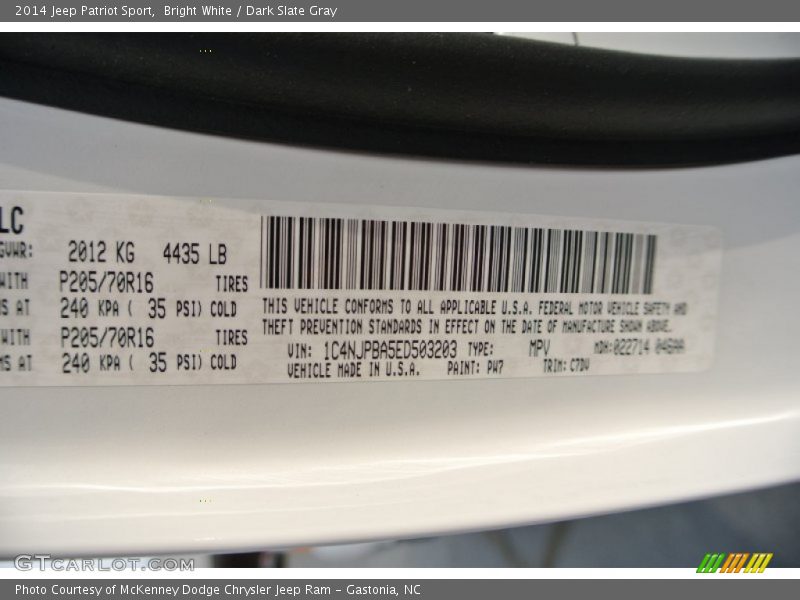 2014 Jeep Patriot Sport, Bright White / Dark Slate Gray
LC
GVWR: 2012 KG 4435 LB
WITH P205/70R16 TIRES
S AT 240 KPA ( 35 PSI) COLD
WITH P205/70R16 TIRES
MS AT 240 KPA ( 35 PSI) COLD
THIS VEHICLE CONFORMS TO ALL APPLICABLE U.S.A. FEDERAL MOTOR VEHICLE SAFETY AND
THEFT PREVENTION STANDARDS IN EFFECT ON THE DATE OF MANUFACTURE SHOWN ABOVE.
VIN: 1C4NJPBA5ED503203 TYPE: MPV MDH:022714 046AA
VEHICLE MADE IN U.S.A. PAINT: PW7 TRIM: C7DV
GTCARLOT.COM
Photo Courtesy of McKenney Dodge Chrysler Jeep Ram – Gastonia, NC